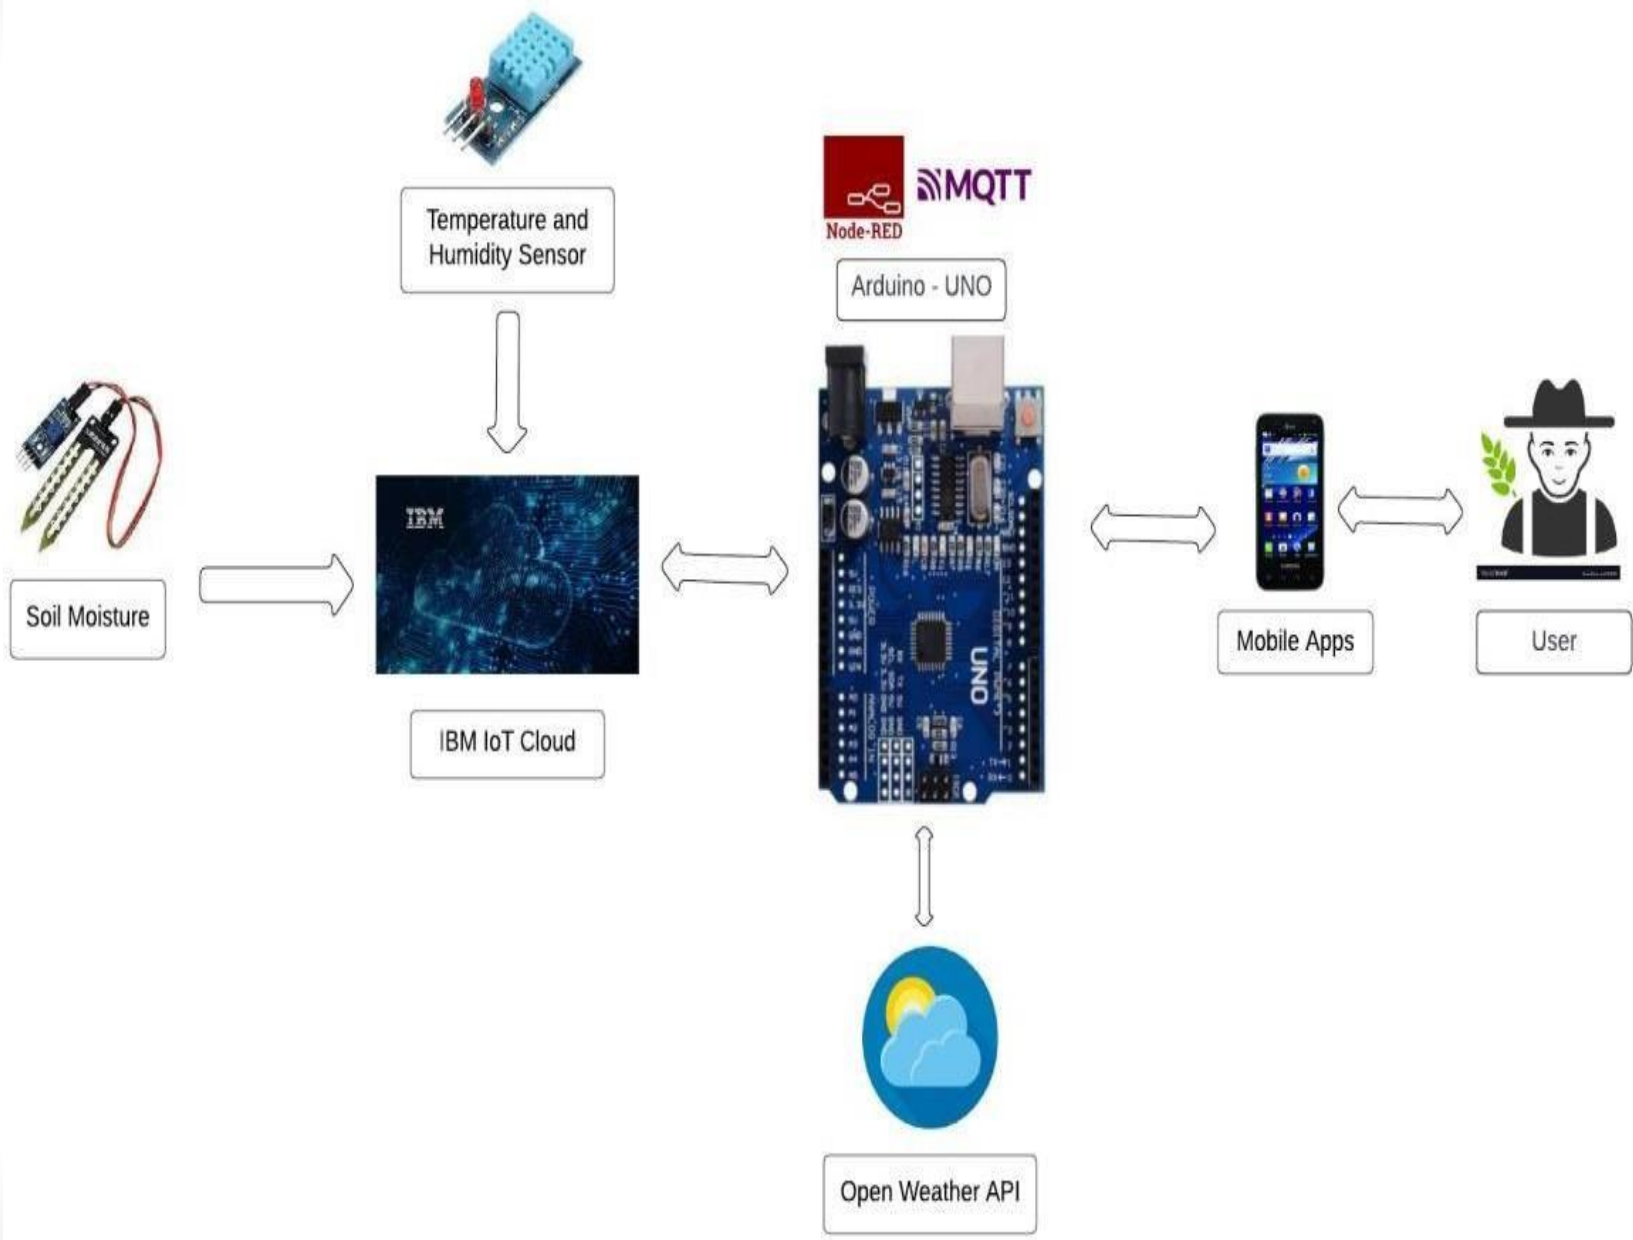 Temperature and
Humidity Sensor
Node-RED
MQTT
Arduino - UNO
Soil Moisture
IBM
IBM IoT Cloud
UNO
Mobile Apps
User
Open Weather API